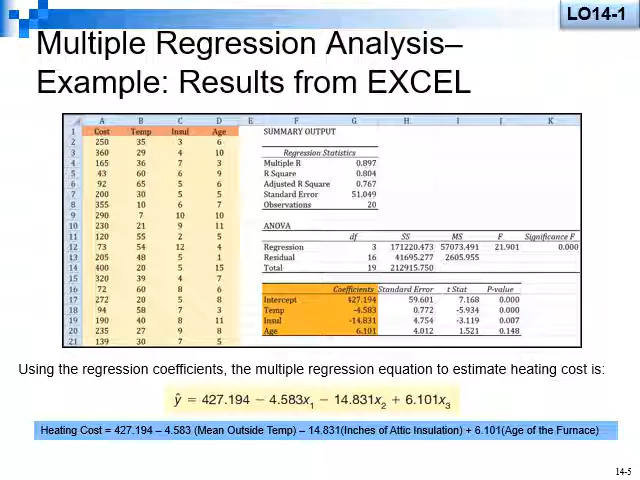 LO14-1
Multiple Regression Analysis–
Example: Results from EXCEL
A B C D E F G H I J K
1 Cost Temp Insul Age SUMMARY OUTPUT
2 250 35 3 6
3 360 29 4 10 Regression Statistics
4 165 36 7 3 Multiple R 0.897
5 43 60 6 9 R Square 0.804
6 92 65 5 6 Adjusted R Square 0.767
7 200 30 5 5 Standard Error 51.049
8 355 10 6 7 Observations 20
9 290 7 10 10
10 230 21 9 11 ANOVA
11 120 55 2 5 df SS MS F Significance F
12 73 54 12 4 Regression 3 171220.473 57073.491 21.901 0.000
13 205 48 5 1 Residual 16 41695.277 2605.955
14 400 20 5 15 Total 19 212915.750
15 320 39 4 7
16 72 60 8 6 Coefficients Standard Error t Stat P-value
17 272 20 5 8 Intercept 427.194 59.601 7.168 0.000
18 94 58 7 3 Temp -4.583 0.772 -5.934 0.000
19 190 40 8 11 Insul -14.831 4.754 -3.119 0.007
20 235 27 9 8 Age 6.101 4.012 1.521 0.148
21 139 30 7 5
Using the regression coefficients, the multiple regression equation to estimate heating cost is:
ŷ = 427.194 − 4.583x₁ − 14.831x₂ + 6.101x₃
Heating Cost = 427.194 – 4.583 (Mean Outside Temp) – 14.831(Inches of Attic Insulation) + 6.101(Age of the Furnace)
14-5